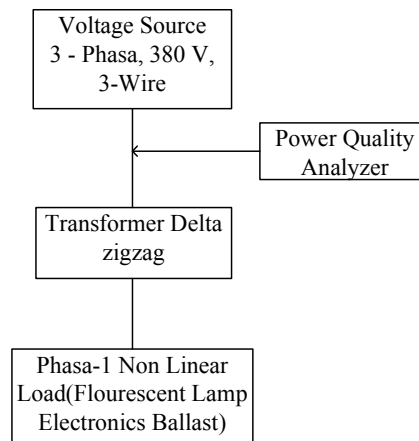 Voltage Source
3 - Phasa, 380 V,
3-Wire
Power Quality
Analyzer
Transformer Delta
zigzag
Phasa-1 Non Linear
Load(Flourescent Lamp
Electronics Ballast)